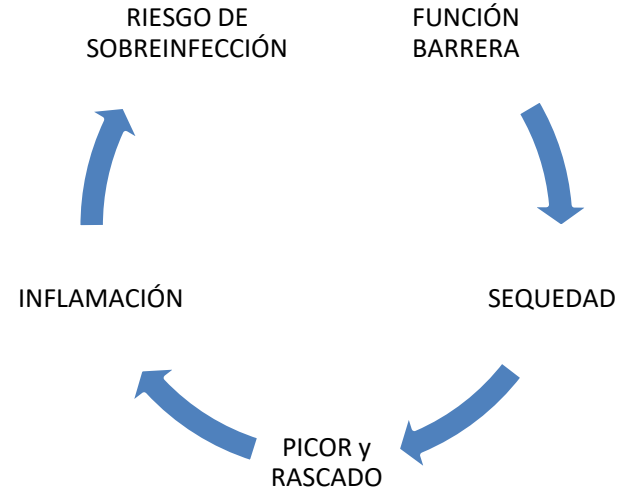 RIESGO DE
SOBREINFECCIÓN
FUNCIÓN
BARRERA
SEQUEDAD
PICOR y
RASCADO
INFLAMACIÓN